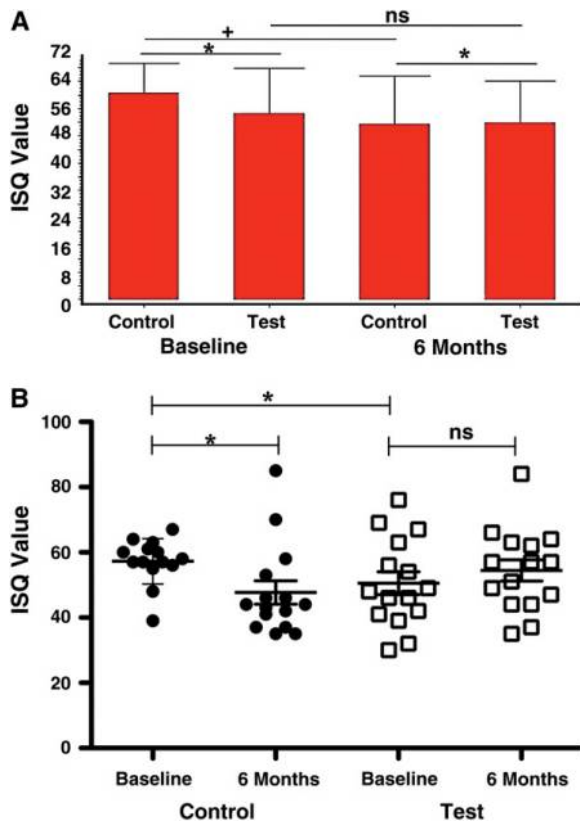 A
ns
+
*
*
ISQ Value
72
64
56
48
40
32
24
16
8
0
Control Test Control Test
Baseline 6 Months
B
*
*
ns
ISQ Value
100
80
60
40
20
0
Baseline 6 Months Baseline 6 Months
Control Test